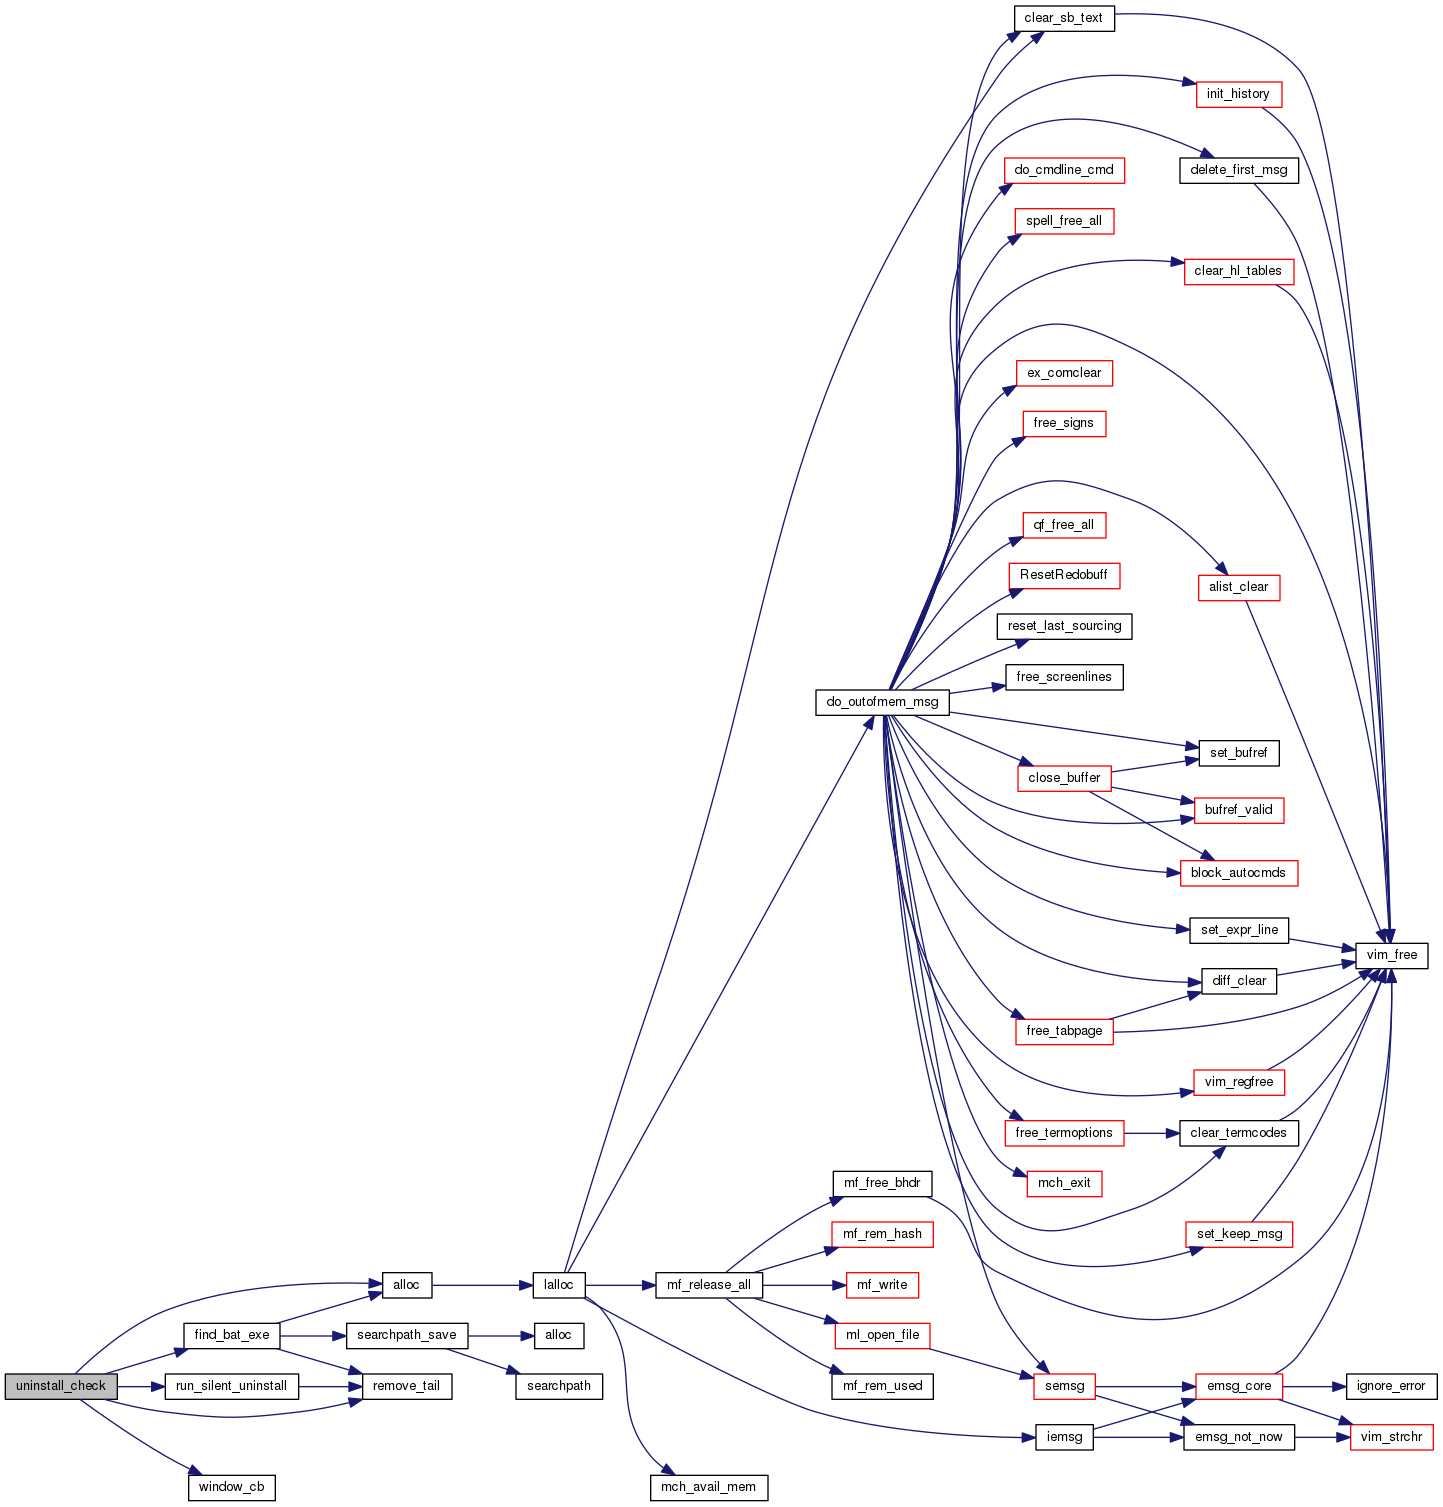 clear_sb_text
init_history
do_cmdline_cmd
delete_first_msg
spell_free_all
clear_hl_tables
ex_comclear
free_signs
qf_free_all
ResetRedobuff
alist_clear
reset_last_sourcing
free_screenlines
do_outofmem_msg
set_bufref
close_buffer
bufref_valid
block_autocmds
set_expr_line
vim_free
diff_clear
free_tabpage
vim_regfree
free_termoptions
clear_termcodes
mf_free_bhdr
mch_exit
mf_rem_hash
set_keep_msg
alloc
lalloc
mf_release_all
mf_write
find_bat_exe
searchpath_save
alloc
ml_open_file
uninstall_check
run_silent_uninstall
remove_tail
searchpath
mf_rem_used
semsg
emsg_core
ignore_error
iemsg
emsg_not_now
vim_strchr
window_cb
mch_avail_mem